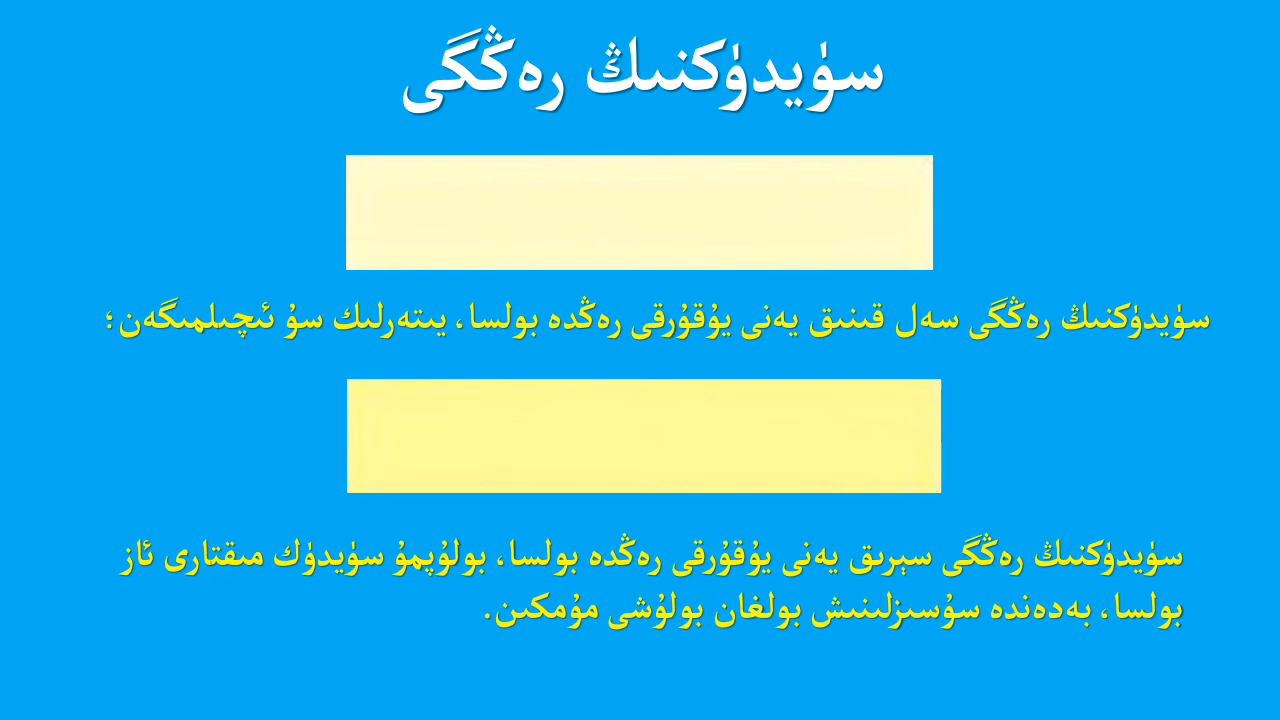 سۈيدۈكنىڭ رەڭگى
سۈيدۈكنىڭ رەڭگى سەل قىنىق يەنى يۇقۇرقى رەڭدە بولسا، يىتەرلىك سۇ ئىچىلمىگەن؛
سۈيدۈكنىڭ رەڭگى سېرىق يەنى يۇقۇرقى رەڭدە بولسا، بولۇپمۇ سۈيدۈك مىقتارى ئاز
بولسا، بەدەندە سۇسىزلىنىش بولغان بولۇشى مۇمكىن.